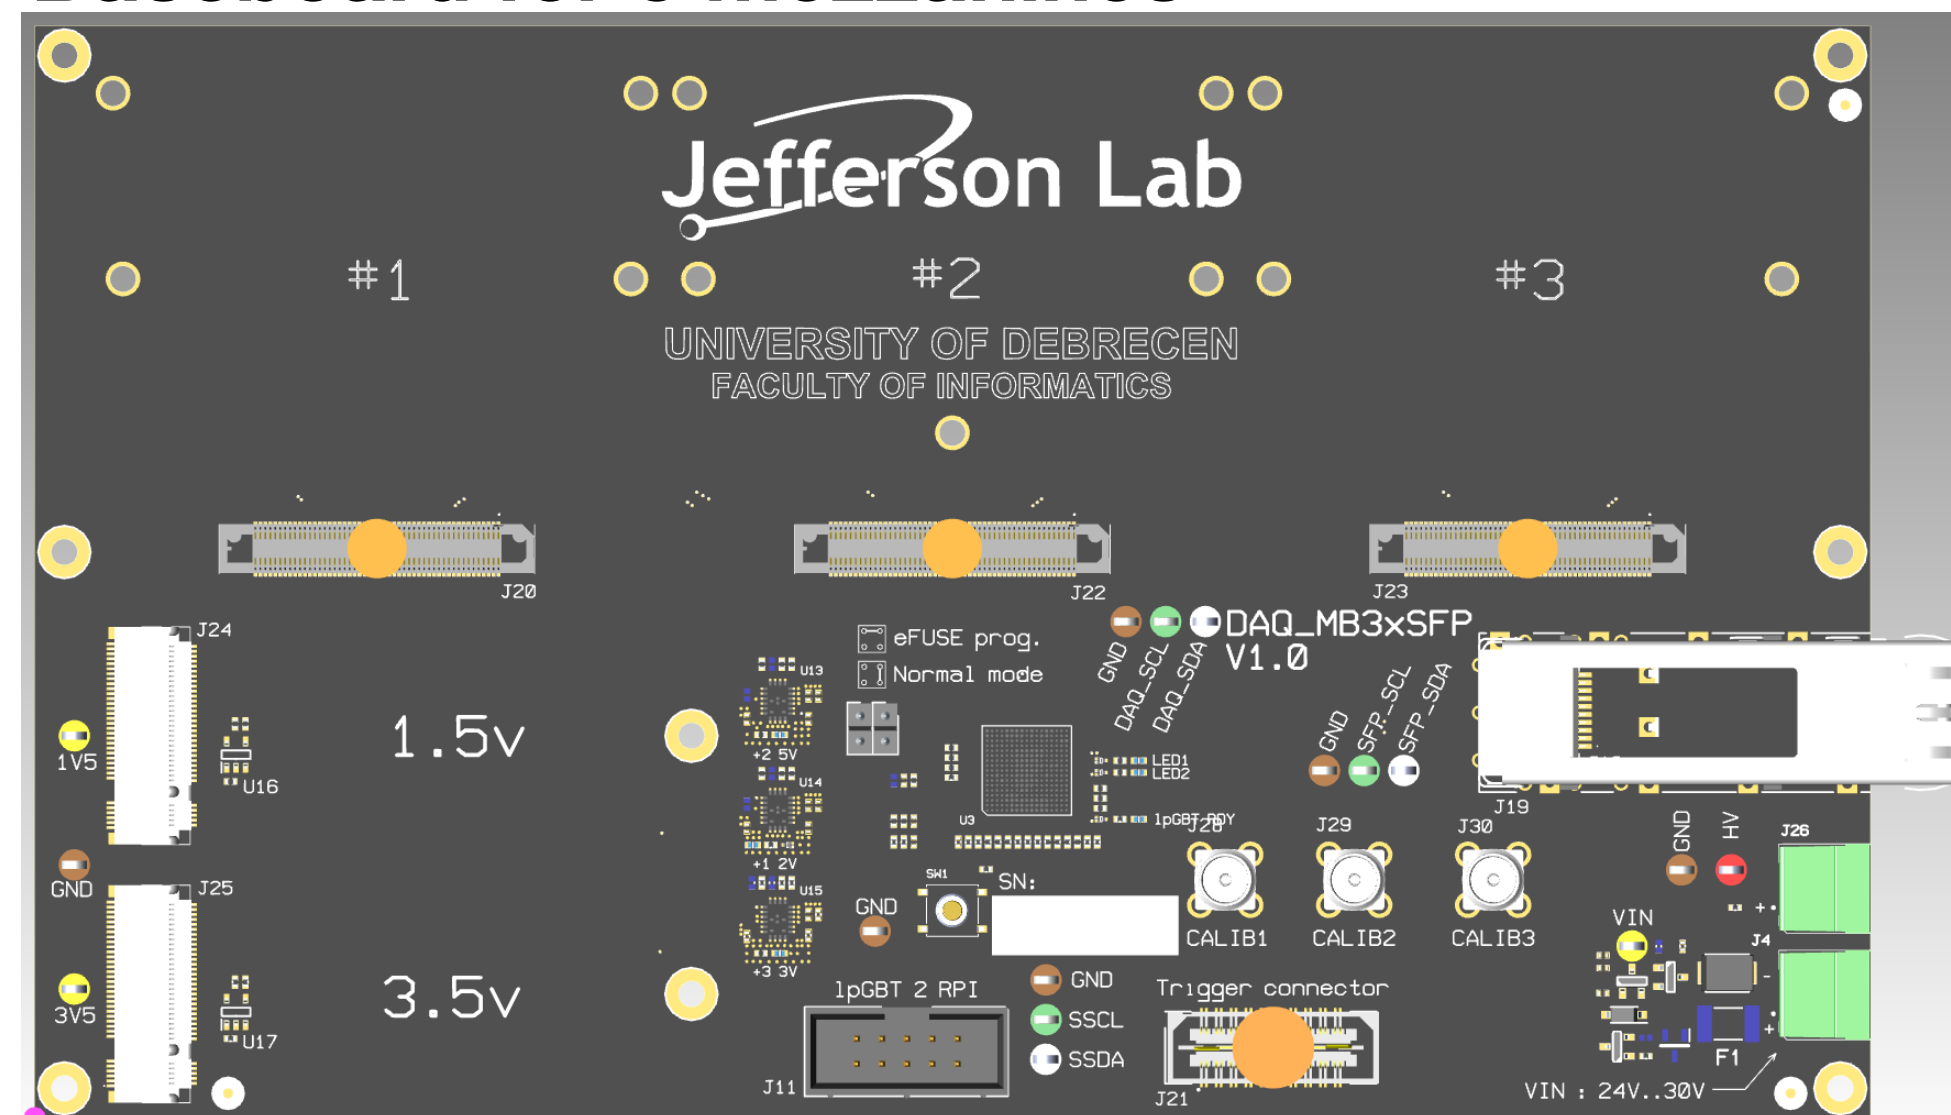 Jefferson Lab
#1
#2
#3
UNIVERSITY OF DEBRECEN
FACULTY OF INFORMATICS
J20
J22
J23
J24
eFUSE prog.
Normal mode
GND
DAQ_SCL
DAQ_SDA
DAQ_MB3xSFP
V1.0
GND
SFP_SCL
SFP_SDA
U13
+2 5V
1V5
U16
1.5v
U14
+1 2V
U3
LED1
LED2
lpGBT RDY
J19
J28
J29
J30
GND
HV
J26
GND
J25
U15
+3 3V
GND
SW1
SN:
CALIB1
CALIB2
CALIB3
VIN
+
J4
-
+
3V5
U17
3.5v
lpGBT 2 RPI
J11
GND
SSCL
SSDA
Trigger connector
J21
F1
VIN : 24V..30V